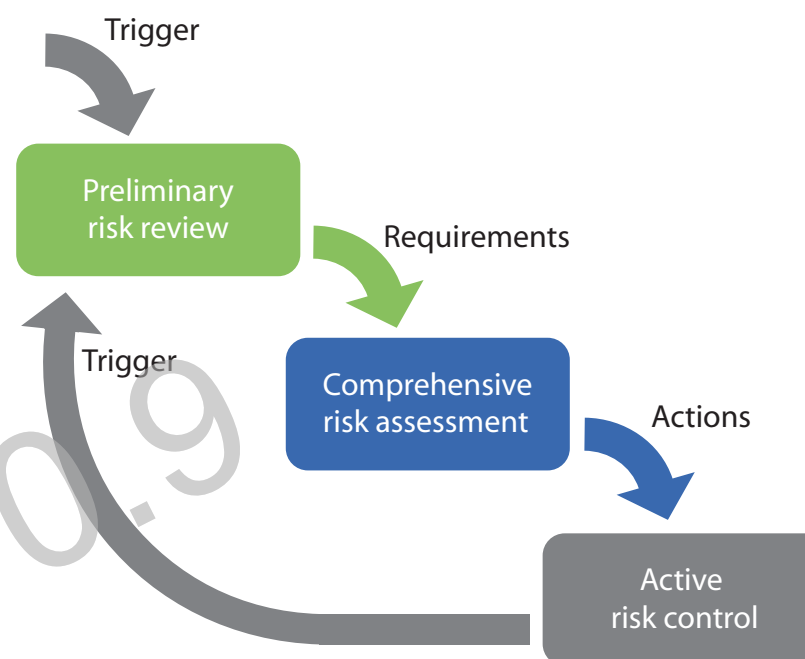 Trigger
Preliminary
risk review
Requirements
Trigger
Comprehensive
risk assessment
Actions
0.9
Active
risk control